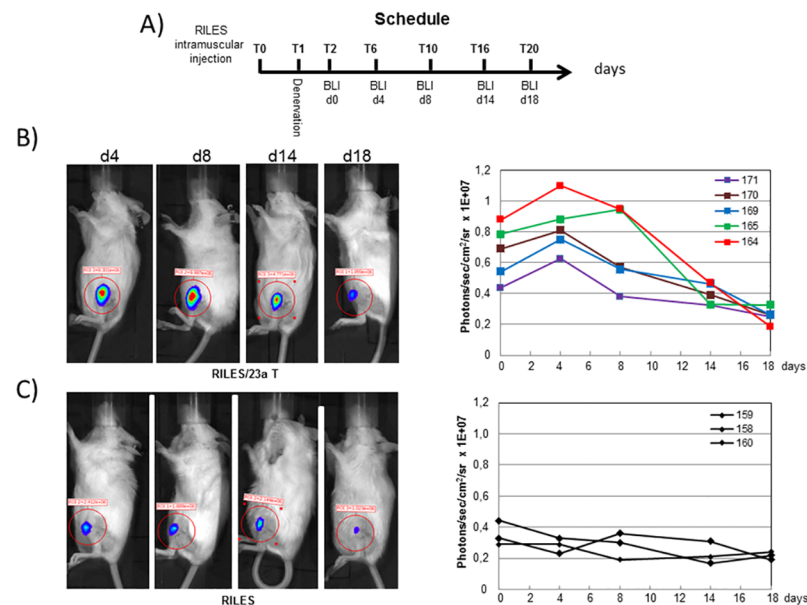 A)
Schedule
RILES
intramuscular
injection
T0 T1 T2 T6 T10 T16 T20
days
Denervation
BLI BLI BLI BLI BLI
d0 d4 d8 d14 d18
B)
d4 d8 d14 d18
RILES/23a T
Photons/sec/cm2/sr x 1E+07
1,2
1
0,8
0,6
0,4
0,2
0
171
170
169
165
164
0 2 4 6 8 10 12 14 16 18 days
C)
RILES
Photons/sec/cm2/sr x 1E+07
1,2
1
0,8
0,6
0,4
0,2
0
159
158
160
0 2 4 6 8 10 12 14 16 18 days